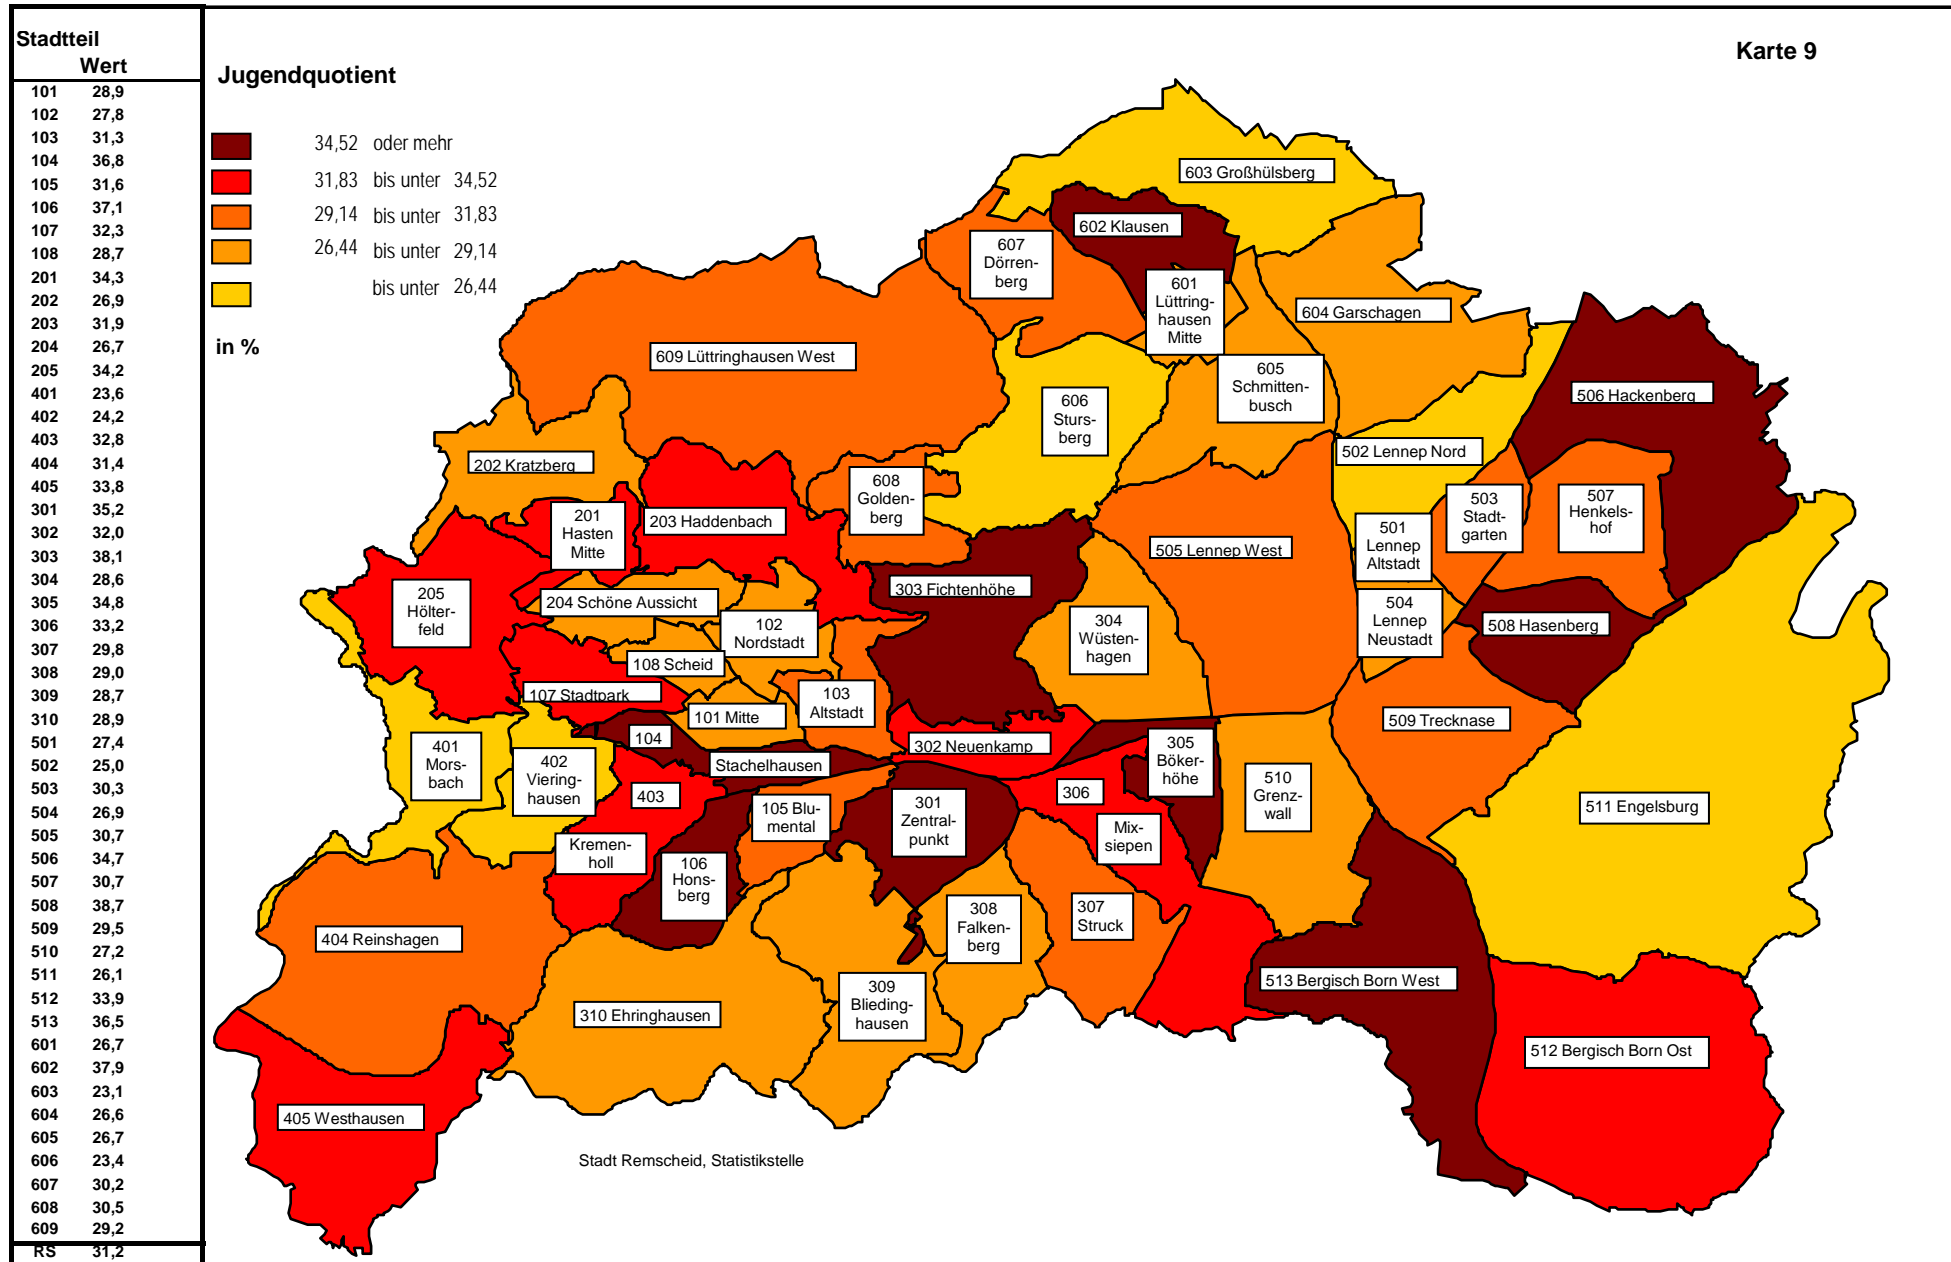 Stadtteil
Wert
101 28,9
102 27,8
103 31,3
104 36,8
105 31,6
106 37,1
107 32,3
108 28,7
201 34,3
202 26,9
203 31,9
204 26,7
205 34,2
401 23,6
402 24,2
403 32,8
404 31,4
405 33,8
301 35,2
302 32,0
303 38,1
304 28,6
305 34,8
306 33,2
307 29,8
308 29,0
309 28,7
310 28,9
501 27,4
502 25,0
503 30,3
504 26,9
505 30,7
506 34,7
507 30,7
508 38,7
509 29,5
510 27,2
511 26,1
512 33,9
513 36,5
601 26,7
602 37,9
603 23,1
604 26,6
605 26,7
606 23,4
607 30,2
608 30,5
609 29,2
RS 31,2
Karte 9
Jugendquotient
34,52 oder mehr
31,83 bis unter 34,52
29,14 bis unter 31,83
26,44 bis unter 29,14
bis unter 26,44
in %
603 Großhülsberg
602 Klausen
607
Dörren-
berg
601
Lüttring-
hausen
Mitte
604 Garschagen
609 Lüttringhausen West
605
Schmitten-
busch
506 Hackenberg
606
Sturs-
berg
502 Lennep Nord
202 Kratzberg
608
Golden-
berg
503
Stadt-
garten
507
Henkels-
hof
201
Hasten
Mitte
203 Haddenbach
501
Lennep
Altstadt
505 Lennep West
303 Fichtenhöhe
205
Hölter-
feld
204 Schöne Aussicht
504
Lennep
Neustadt
304
Wüsten-
hagen
102
Nordstadt
508 Hasenberg
108 Scheid
107 Stadtpark
103
Altstadt
101 Mitte
509 Trecknase
104
Stachelhausen
302 Neuenkamp
305
Böker-
höhe
401
Mors-
bach
402
Viering-
hausen
403
Kremen-
holl
105 Blu-
mental
301
Zentral-
punkt
306
Mix-
siepen
510
Grenz-
wall
511 Engelsburg
106
Hons-
berg
308
Falken-
berg
307
Struck
404 Reinshagen
513 Bergisch Born West
309
Blieding-
hausen
310 Ehringhausen
512 Bergisch Born Ost
405 Westhausen
Stadt Remscheid, Statistikstelle